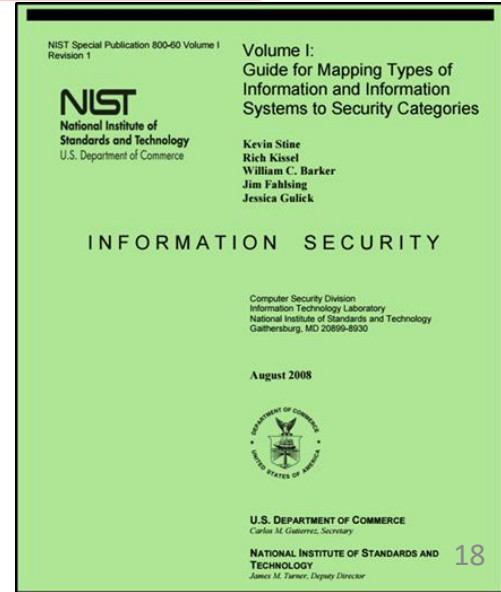 NIST Special Publication 800-60 Volume I
Revision 1
NIST
National Institute of
Standards and Technology
U.S. Department of Commerce
Volume I:
Guide for Mapping Types of
Information and Information
Systems to Security Categories
Kevin Stine
Rich Kissel
William C. Barker
Jim Fahlsing
Jessica Gulick
INFORMATION SECURITY
Computer Security Division
Information Technology Laboratory
National Institute of Standards and Technology
Gaithersburg, MD 20899-8930
August 2008
DEPARTMENT OF COMMERCE
UNITED STATES OF AMERICA
U.S. DEPARTMENT OF COMMERCE
Carlos M. Gutierrez, Secretary
NATIONAL INSTITUTE OF STANDARDS AND
TECHNOLOGY
James M. Turner, Deputy Director
18